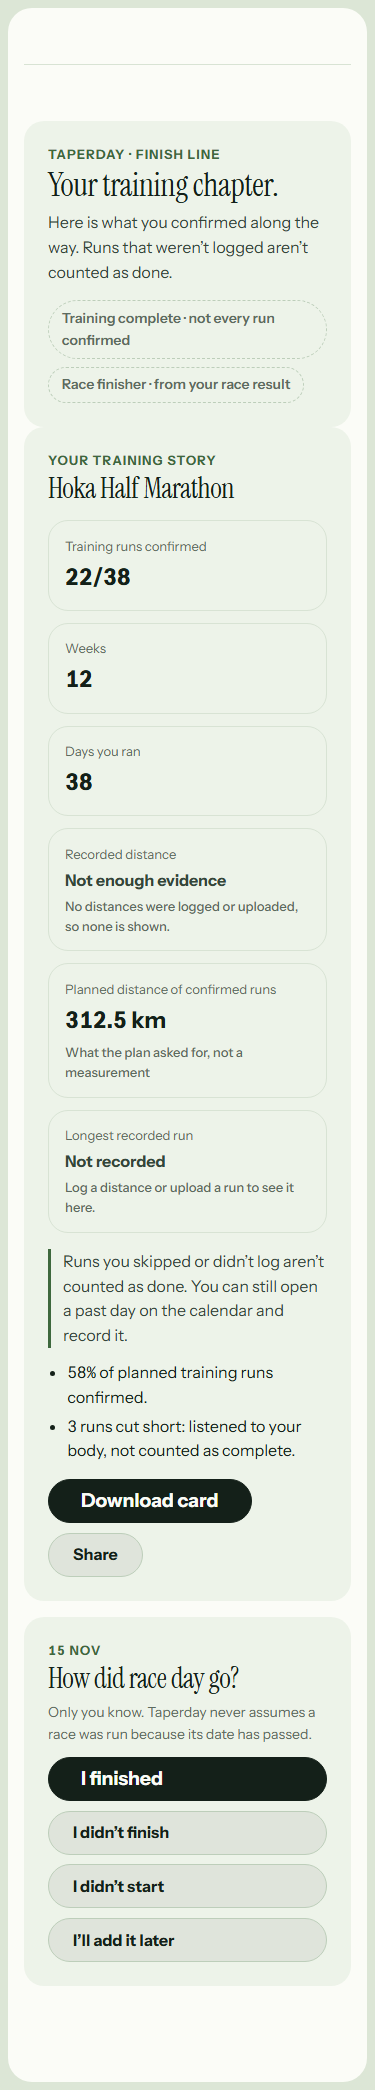 TAPERDAY · FINISH LINE
Your training chapter.
Here is what you confirmed along the
way. Runs that weren’t logged aren’t
counted as done.
Training complete · not every run
confirmed
Race finisher · from your race result
YOUR TRAINING STORY
Hoka Half Marathon
Training runs confirmed
22/38
Weeks
12
Days you ran
38
Recorded distance
Not enough evidence
No distances were logged or uploaded,
so none is shown.
Planned distance of confirmed runs
312.5 km
What the plan asked for, not a
measurement
Longest recorded run
Not recorded
Log a distance or upload a run to see it
here.
Runs you skipped or didn’t log aren’t
counted as done. You can still open
a past day on the calendar and
record it.
• 58% of planned training runs
confirmed.
• 3 runs cut short: listened to your
body, not counted as complete.
Download card
Share
15 NOV
How did race day go?
Only you know. Taperday never assumes a
race was run because its date has passed.
I finished
I didn’t finish
I didn’t start
I’ll add it later